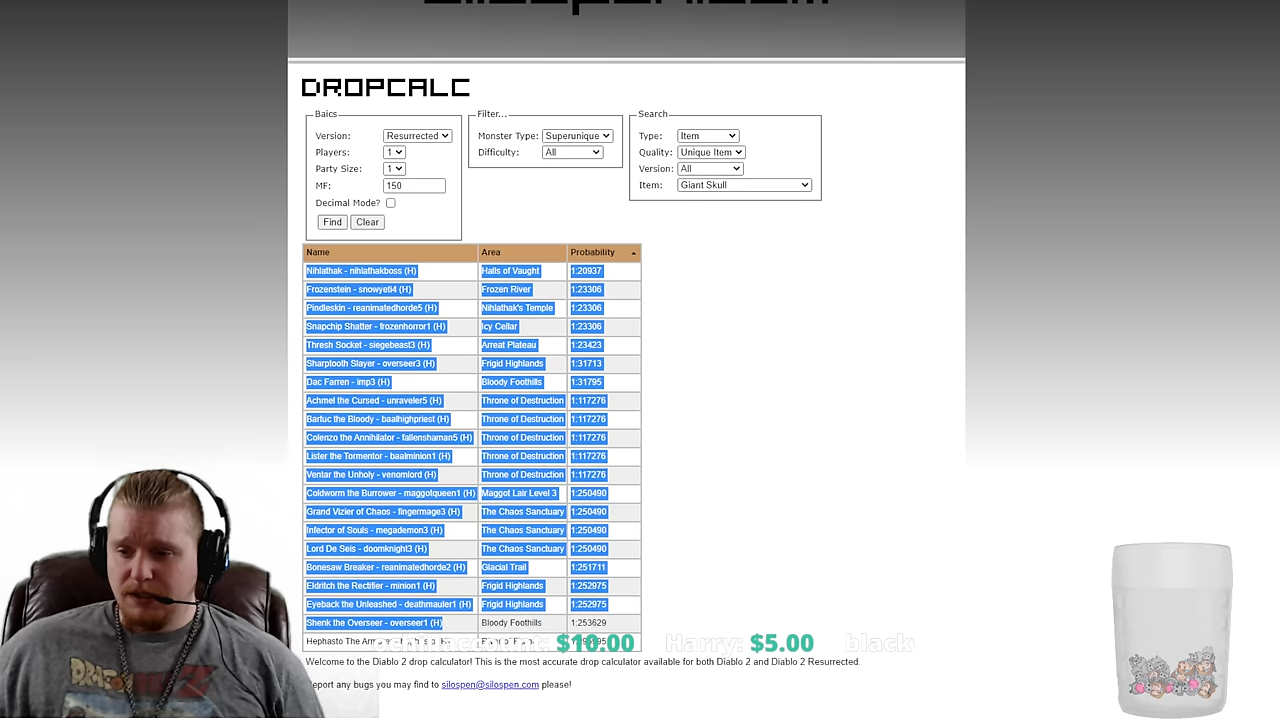 DROPCALC
Baics
Version: Resurrected
Players: 1
Party Size: 1
MF: 150
Decimal Mode?
Find Clear
Filter...
Monster Type: Superunique
Difficulty: All
Search
Type: Item
Quality: Unique Item
Version: All
Item: Giant Skull
Name Area Probability
Nihlathak - nihlathakboss (H) Halls of Vaught 1:20937
Frozenstein - snowyeti4 (H) Frozen River 1:23306
Pindleskin - reanimatedhorde5 (H) Nihlathak's Temple 1:23306
Snapchip Shatter - frozenhorror1 (H) Icy Cellar 1:23306
Thresh Socket - siegebeast3 (H) Arreat Plateau 1:23423
Sharptooth Slayer - overseer3 (H) Frigid Highlands 1:31713
Dac Farren - imp3 (H) Bloody Foothills 1:31795
Achmel the Cursed - unraveler5 (H) Throne of Destruction 1:117276
Bartuc the Bloody - baalhighpriest (H) Throne of Destruction 1:117276
Colenzo the Annihilator - fallenshaman5 (H) Throne of Destruction 1:117276
Lister the Tormentor - baalminion1 (H) Throne of Destruction 1:117276
Ventar the Unholy - venomlord (H) Throne of Destruction 1:117276
Coldworm the Burrower - maggotqueen1 (H) Maggot Lair Level 3 1:250490
Grand Vizier of Chaos - fingermage3 (H) The Chaos Sanctuary 1:250490
Infector of Souls - megademon3 (H) The Chaos Sanctuary 1:250490
Lord De Seis - doomknight3 (H) The Chaos Sanctuary 1:250490
Bonesaw Breaker - reanimatedhorde2 (H) Glacial Trail 1:251711
Eldritch the Rectifier - minion1 (H) Frigid Highlands 1:252975
Eyeback the Unleashed - deathmauler1 (H) Frigid Highlands 1:252975
Shenk the Overseer - overseer1 (H) Bloody Foothills 1:253629
Hephasto The
$10.00 Harry: $5.00 black
Welcome to the Diablo 2 drop calculator! This is the most accurate drop calculator available for both Diablo 2 and Diablo 2 Resurrected.
any bugs you may find to silospen@silospen.com please!